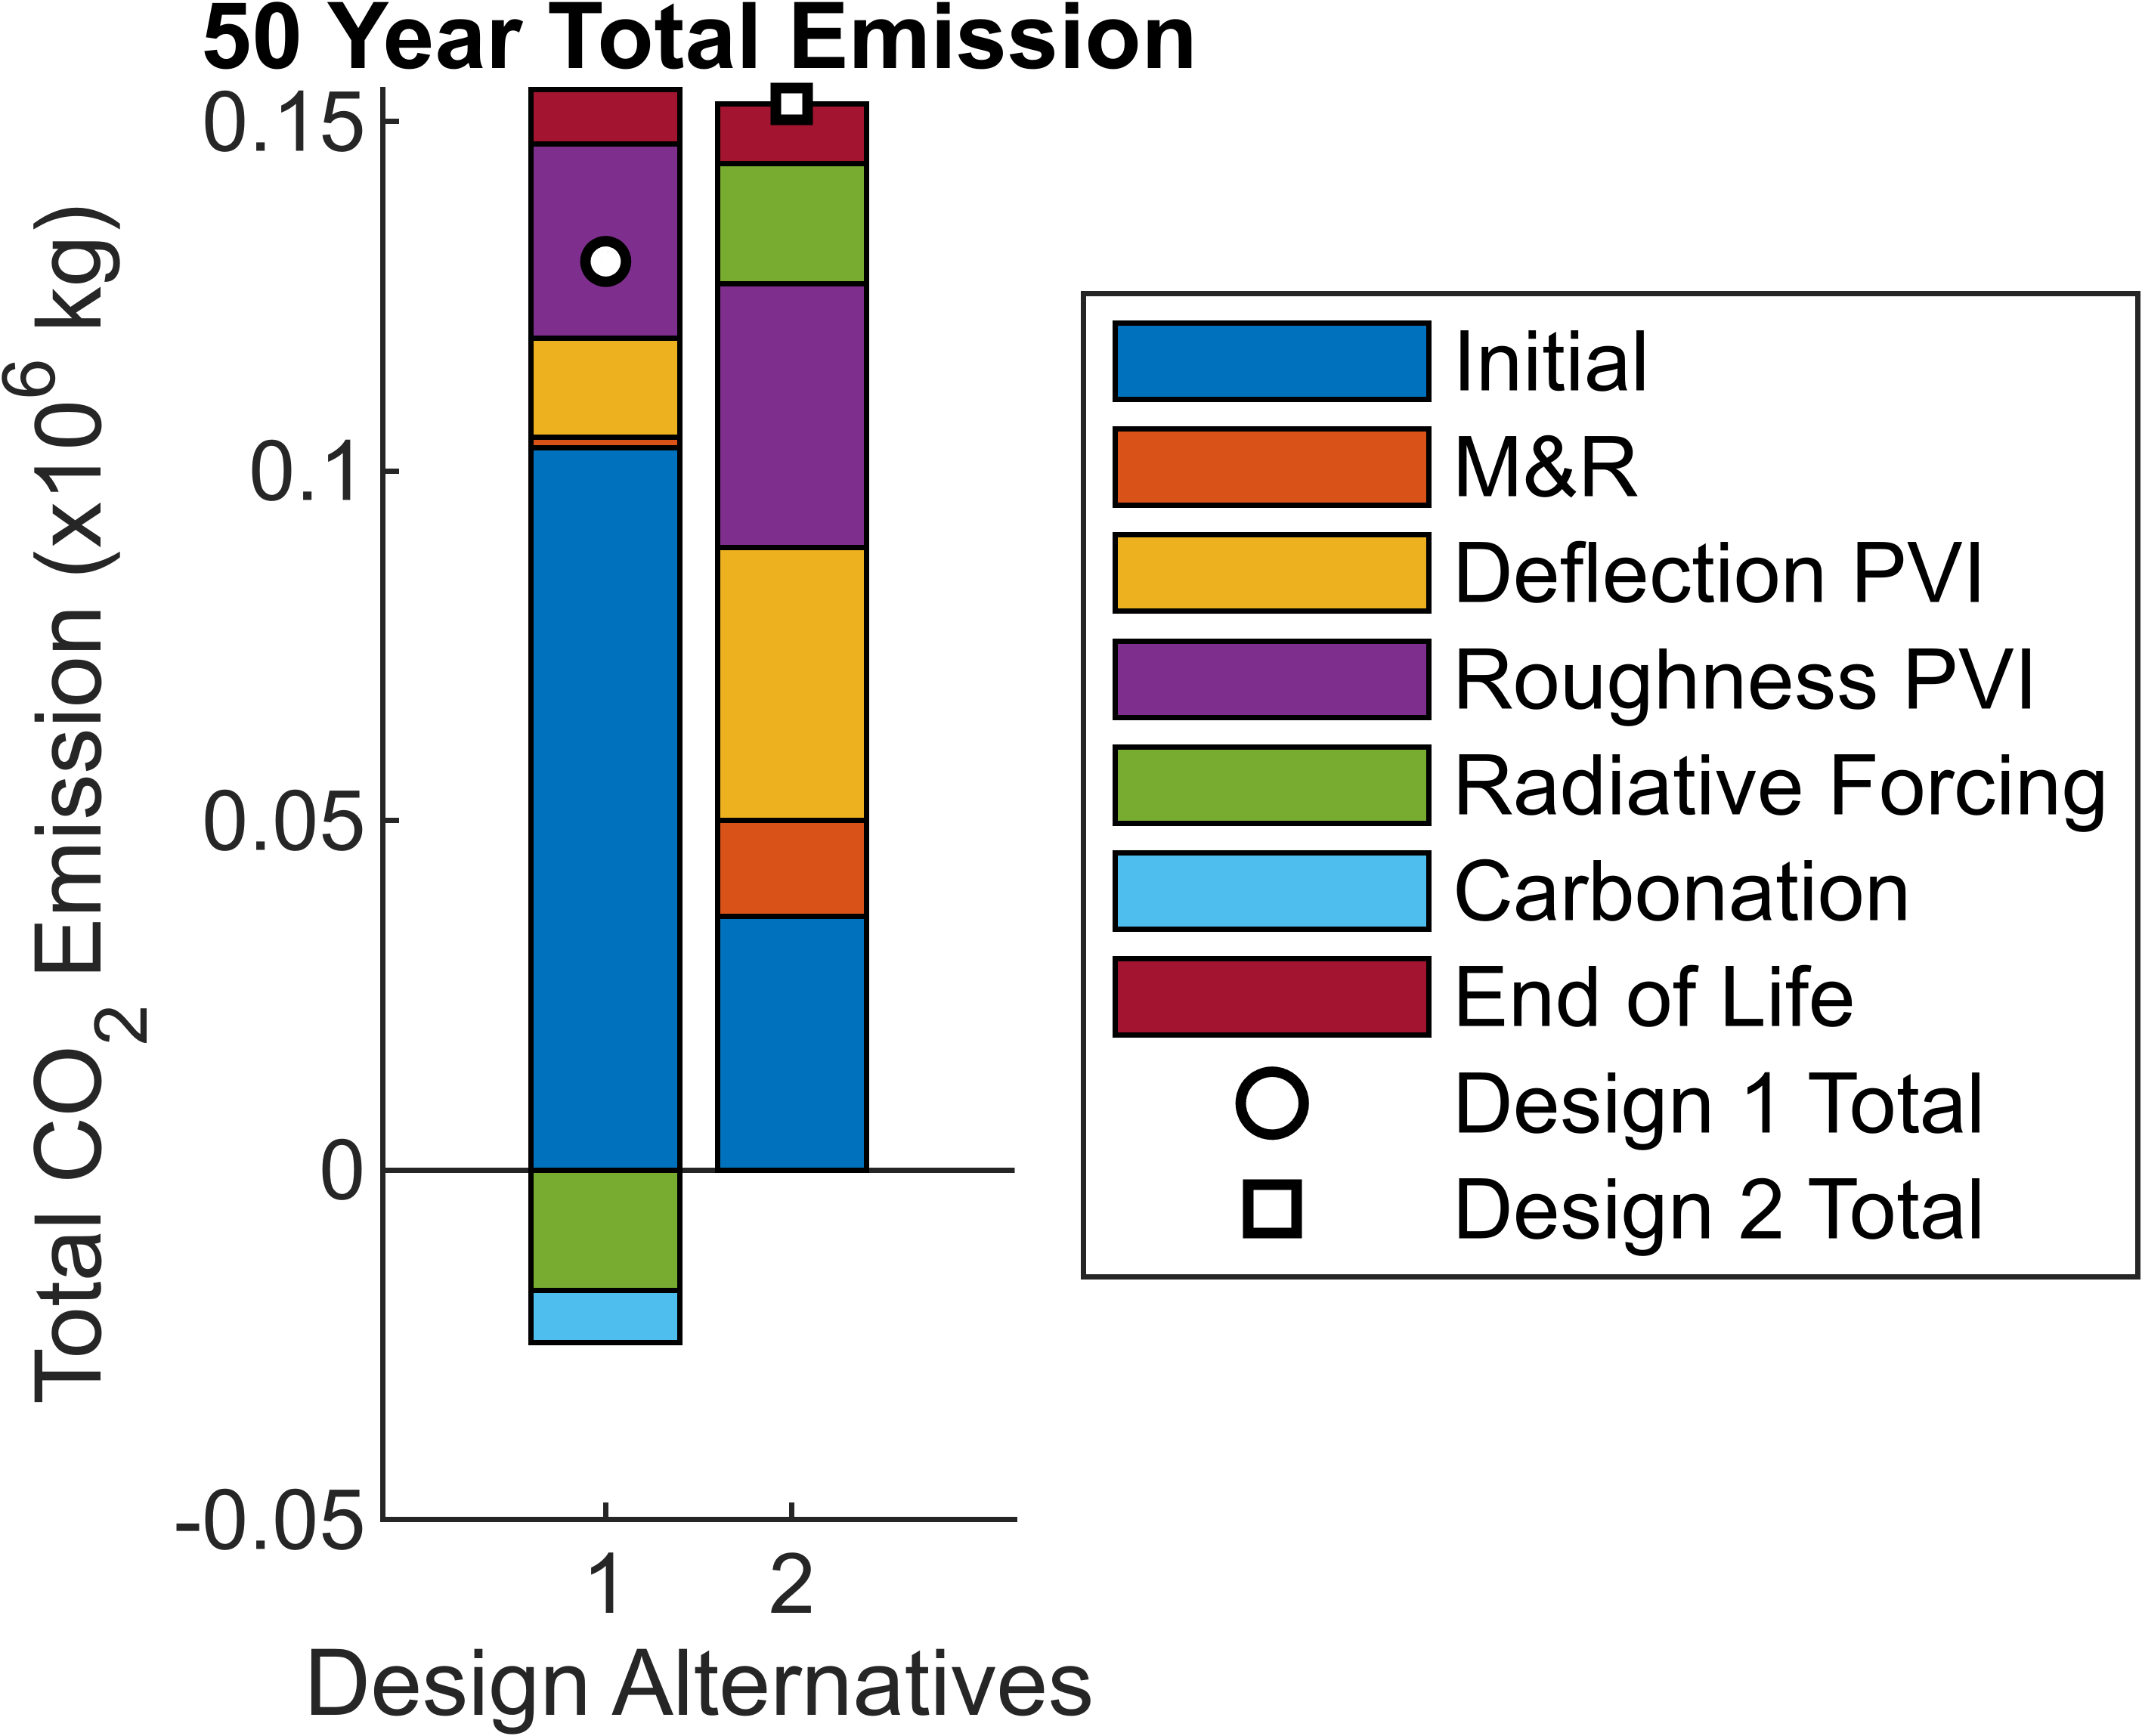 50 Year Total Emission
Total CO2 Emission (x10^6 kg)
0.15
0.1
0.05
0
-0.05
1
2
Design Alternatives
Initial
M&R
Deflection PVI
Roughness PVI
Radiative Forcing
Carbonation
End of Life
Design 1 Total
Design 2 Total